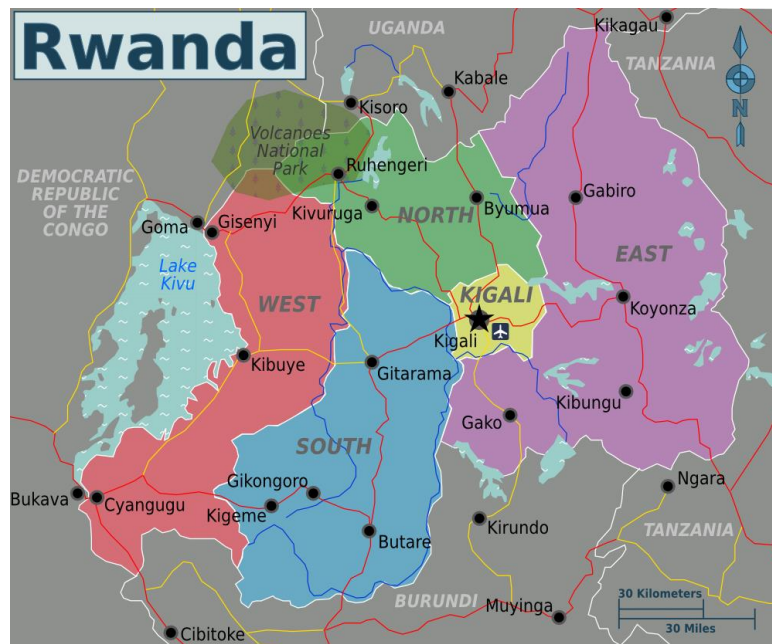 Rwanda
UGANDA
Kikagau
TANZANIA
Kabale
N
Kisoro
Volcanoes
National
Park
Ruhengeri
DEMOCRATIC
REPUBLIC
OF THE
CONGO
Kivuruga
NORTH
Byumua
Gabiro
Goma
Gisenyi
EAST
Lake
Kivu
WEST
KIGALI
Koyonza
Kigali
Kibuye
Gitarama
Kibungu
Gako
SOUTH
Gikongoro
Ngara
Bukava
Cyangugu
Kigeme
Kirundo
TANZANIA
Butare
30 Kilometers
30 Miles
BURUNDI
Muyinga
Cibitoke